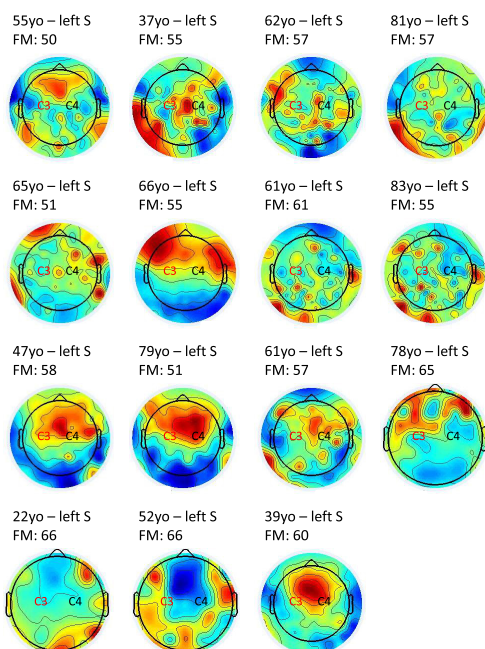 55yo – left S
FM: 50
37yo – left S
FM: 55
62yo – left S
FM: 57
81yo – left S
FM: 57
C3 C4
C3 C4
C3 C4
C3 C4
65yo – left S
FM: 51
66yo – left S
FM: 55
61yo – left S
FM: 61
83yo – left S
FM: 55
C3 C4
C3 C4
C3 C4
C3 C4
47yo – left S
FM: 58
79yo – left S
FM: 51
61yo – left S
FM: 57
78yo – left S
FM: 65
C3 C4
C3 C4
C3 C4
C3 C4
22yo – left S
FM: 66
52yo – left S
FM: 66
39yo – left S
FM: 60
C3 C4
C3 C4
C3 C4